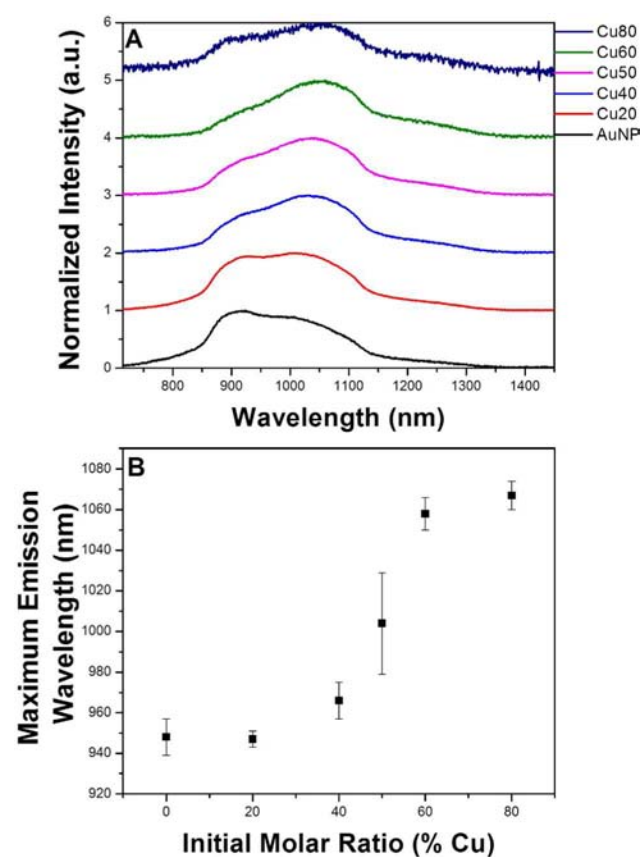 A
Normalized Intensity (a.u.)
6
5
4
3
2
1
0
Cu80
Cu60
Cu50
Cu40
Cu20
AuNP
800 900 1000 1100 1200 1300 1400
Wavelength (nm)
B
Maximum Emission
Wavelength (nm)
1080
1060
1040
1020
1000
980
960
940
920
0 20 40 60 80
Initial Molar Ratio (% Cu)